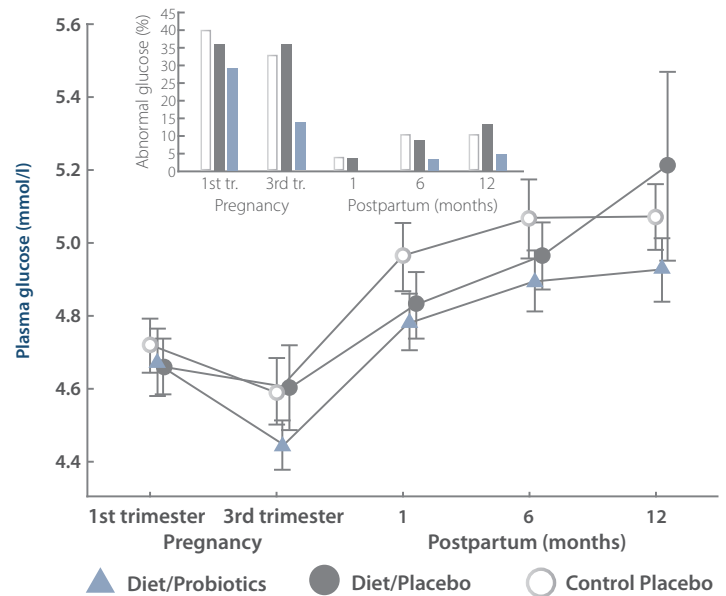 5.6
5.4
5.2
5.0
4.8
4.6
4.4
Plasma glucose (mmol/l)
45
40
35
30
25
20
15
10
5
0
Abnormal glucose (%)
1st tr. 3rd tr. 1 6 12
Pregnancy Postpartum (months)
1st trimester 3rd trimester 1 6 12
Pregnancy Postpartum (months)
Diet/Probiotics Diet/Placebo Control Placebo